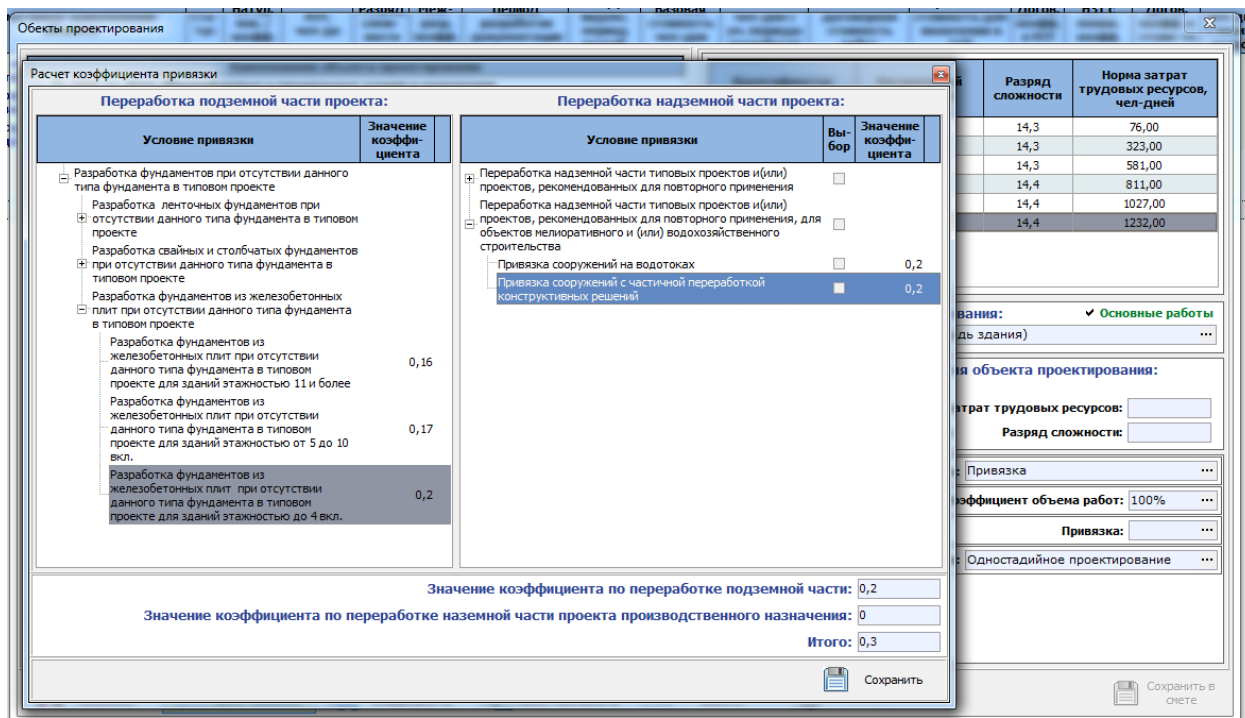 Обекты проектирования
Расчет коэффициента привязки
Переработка подземной части проекта:
Условие привязки
Значение
коэффи-
циента
Разработка фундаментов при отсутствии данного
типа фундамента в типовом проекте
Разработка ленточных фундаментов при
отсутствии данного типа фундамента в типовом
проекте
Разработка свайных и столбчатых фундаментов
при отсутствии данного типа фундамента в
типовом проекте
Разработка фундаментов из железобетонных
плит при отсутствии данного типа фундамента
в типовом проекте
Разработка фундаментов из
железобетонных плит при отсутствии
данного типа фундамента в типовом
проекте для зданий этажностью 11 и более
0,16
Разработка фундаментов из
железобетонных плит при отсутствии
данного типа фундамента в типовом
проекте для зданий этажностью от 5 до 10
вкл.
0,17
Разработка фундаментов из
железобетонных плит при отсутствии
данного типа фундамента в типовом
проекте для зданий этажностью до 4 вкл.
0,2
Переработка надземной части проекта:
Условие привязки
Вы-
бор
Значение
коэффи-
циента
Переработка надземной части типовых проектов и(или)
проектов, рекомендованных для повторного применения
Переработка надземной части типовых проектов и(или)
проектов, рекомендованных для повторного применения, для
объектов мелиоративного и (или) водохозяйственного
строительства
Привязка сооружений на водотоках 0,2
Привязка сооружений с частичной переработкой
конструктивных решений
0,2
Значение коэффициента по переработке подземной части: 0,2
Значение коэффициента по переработке наземной части проекта производственного назначения: 0
Итого: 0,3
Сохранить
Разряд
сложности
Норма затрат
трудовых ресурсов,
чел-дней
14,3 76,00
14,3 323,00
14,3 581,00
14,4 811,00
14,4 1027,00
14,4 1232,00
вания: ✔ Основные работы
дь здания) ...
ия объекта проектирования:
атрат трудовых ресурсов:
Разряд сложности:
: Привязка ...
оэффициент объема работ: 100% ...
Привязка: ...
: Одностадийное проектирование ...
Сохранить в
смете